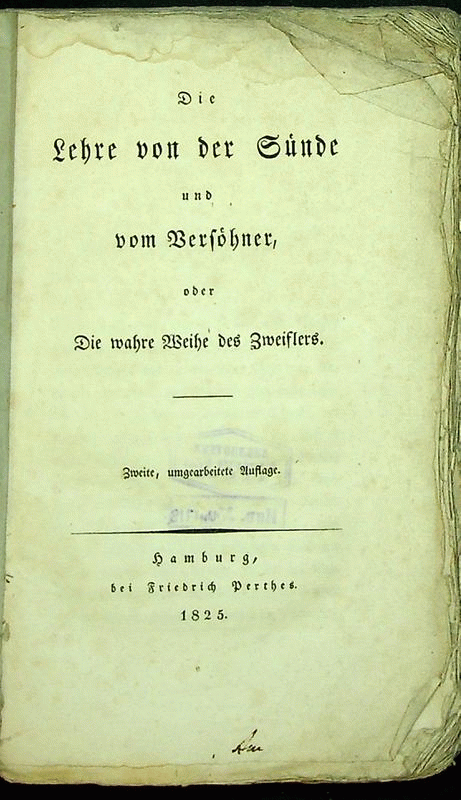 Die
Lehre von der Sünde
und
vom Versöhner,
oder
Die wahre Weihe des Zweiflers.
Zweite, umgearbeitete Auflage.
Hamburg,
bei Friedrich Perthes.
1825.